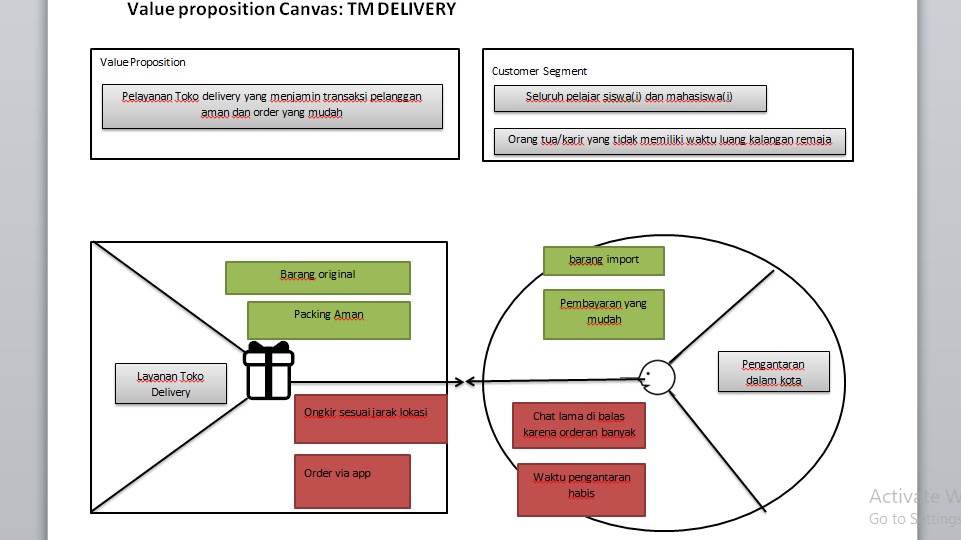 Value proposition Canvas: TM DELIVERY
Value Proposition
Pelayanan Toko delivery yang menjamin transaksi pelanggan
aman dan order yang mudah
Customer Segment
Seluruh pelajar siswa(i) dan mahasiswa(i)
Orang tua/karir yang tidak memiliki waktu luang kalangan remaja
Barang original
Packing Aman
Layanan Toko
Delivery
Ongkir sesuai jarak lokasi
Order via app
barang import
Pembayaran yang
mudah
Pengantaran
dalam kota
Chat lama di balas
karena orderan banyak
Waktu pengantaran
habis
Activate W
Go to Settings